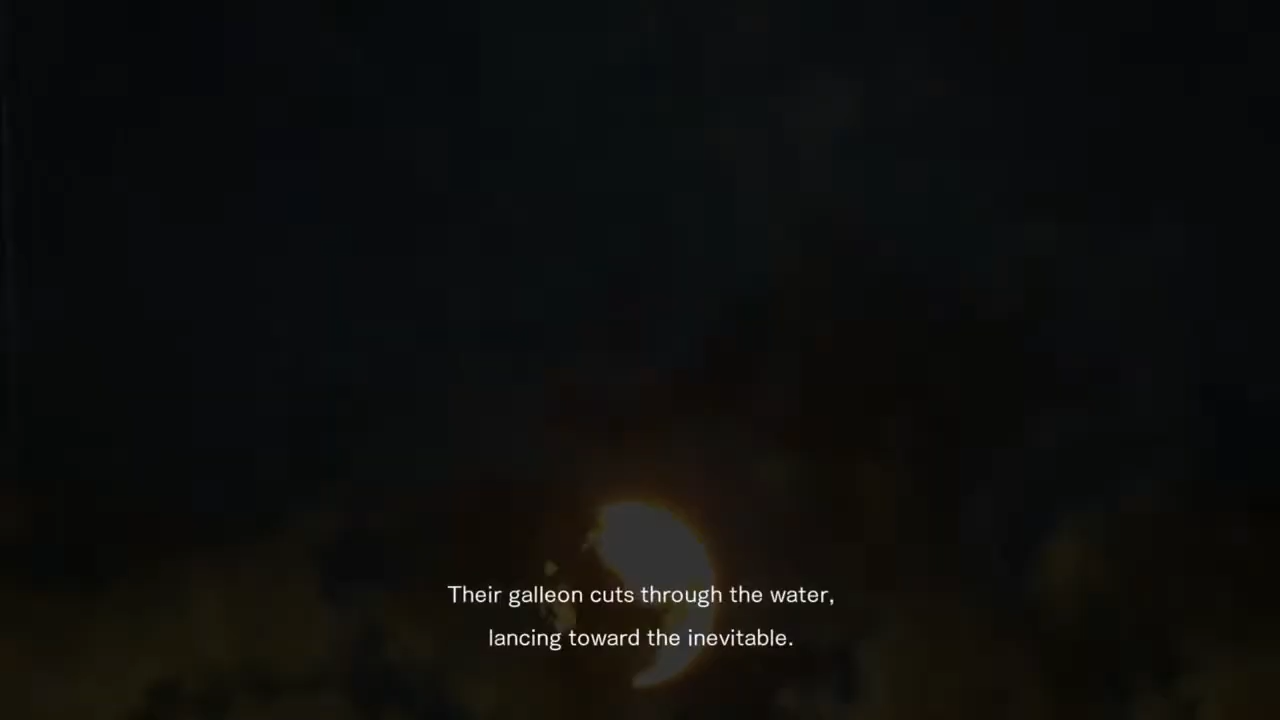 Their galleon cuts through the water,
lancing toward the inevitable.